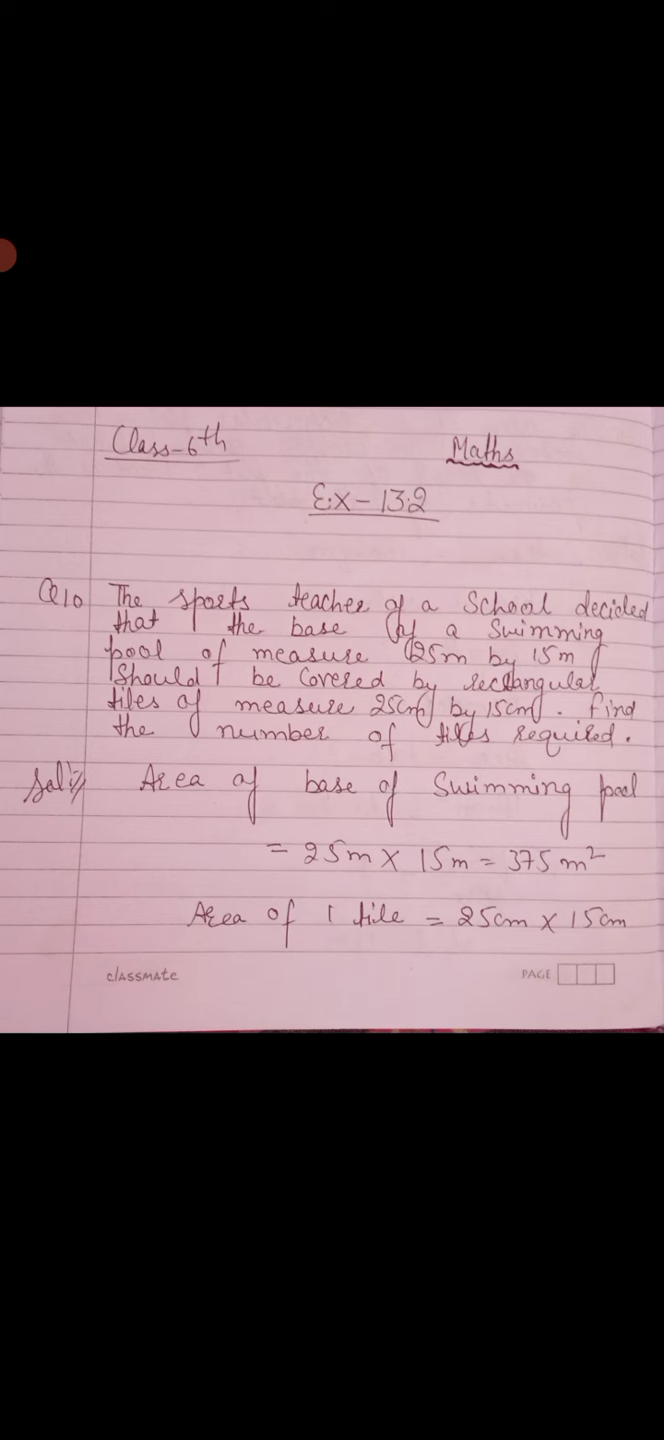 Class-6th Maths
Ex-13.2
Q10 The sports teacher of a School decided
that the base of a Swimming
pool of measure 25m by 15m
Should be Covered by rectangular
tiles of measure 25cm by 15cm. find
the number of tiles required.
Sol:- Area of base of Swimming pool
= 25m × 15m = 375 m²
Area of 1 tile = 25cm × 15cm
classmate
PAGE